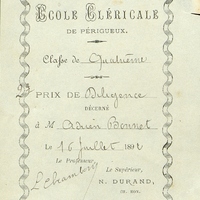 ÉCOLE CLÉRICALE
DE PÉRIGUEUX.
Classe de Quatrième
PRIX DE Diligence
DÉCERNÉ
à M. Adrien Bonnet
Le 16 juillet 189
Le Professeur,
Le Supérieur,
N. DURAND,